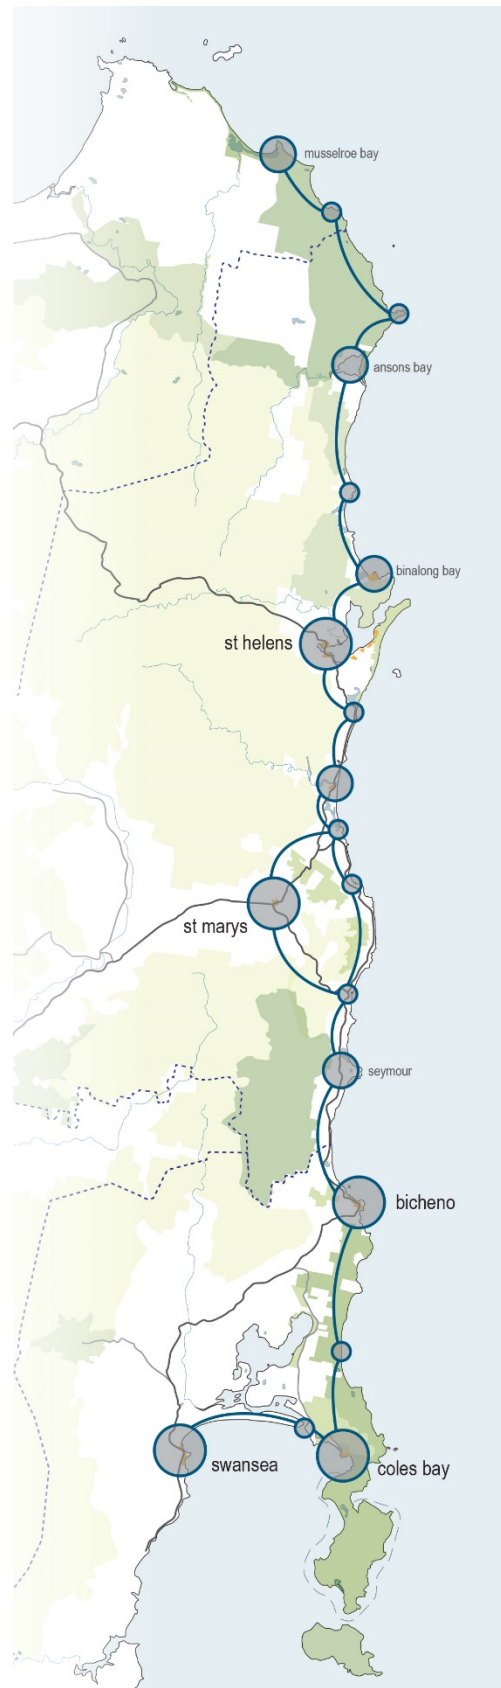 musselroe bay
ansons bay
binalong bay
st helens
st marys
seymour
bicheno
swansea
coles bay